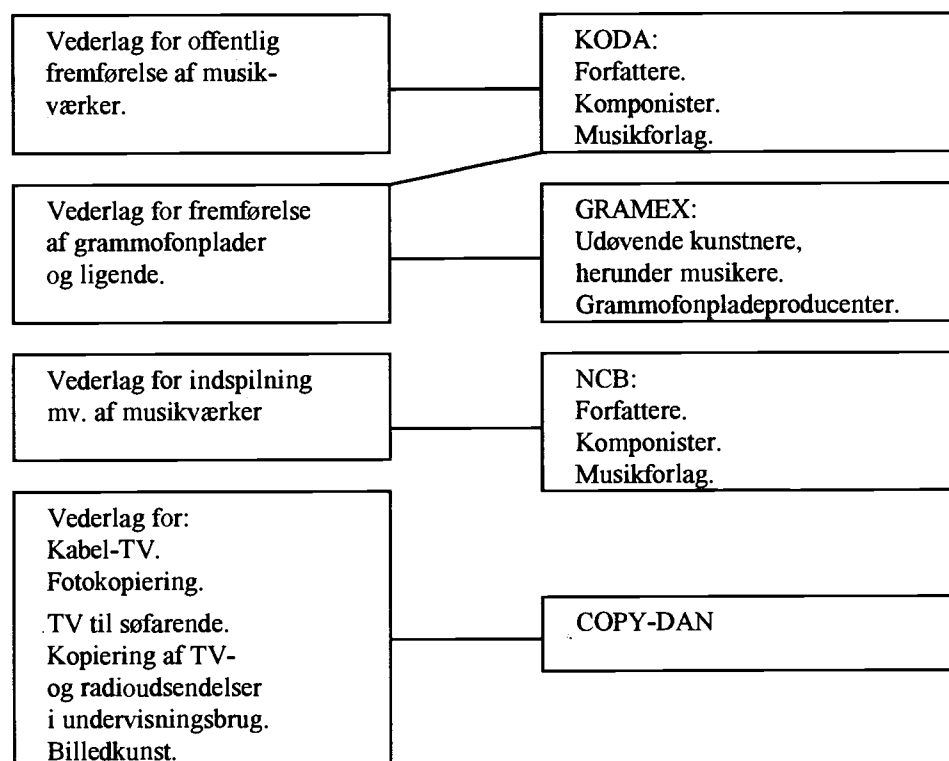 Vederlag for offentlig
fremførelse af musik-
værker.
KODA:
Forfattere.
Komponister.
Musikforlag.
Vederlag for fremførelse
af grammofonplader
og ligende.
GRAMEX:
Udøvende kunstnere,
herunder musikere.
Grammofonpladeproducenter.
Vederlag for indspilning
mv. af musikværker
NCB:
Forfattere.
Komponister.
Musikforlag.
Vederlag for:
Kabel-TV.
Fotokopiering.
TV til søfarende.
Kopiering af TV-
og radioudsendelser
i undervisningsbrug.
Billedkunst.
COPY-DAN